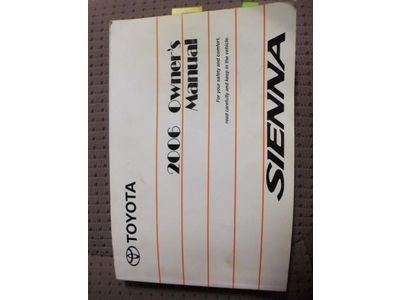 2006 Owner's
Manual
For your safety and comfort,
read carefully and keep in the vehicle.
SIENNA
TOYOTA